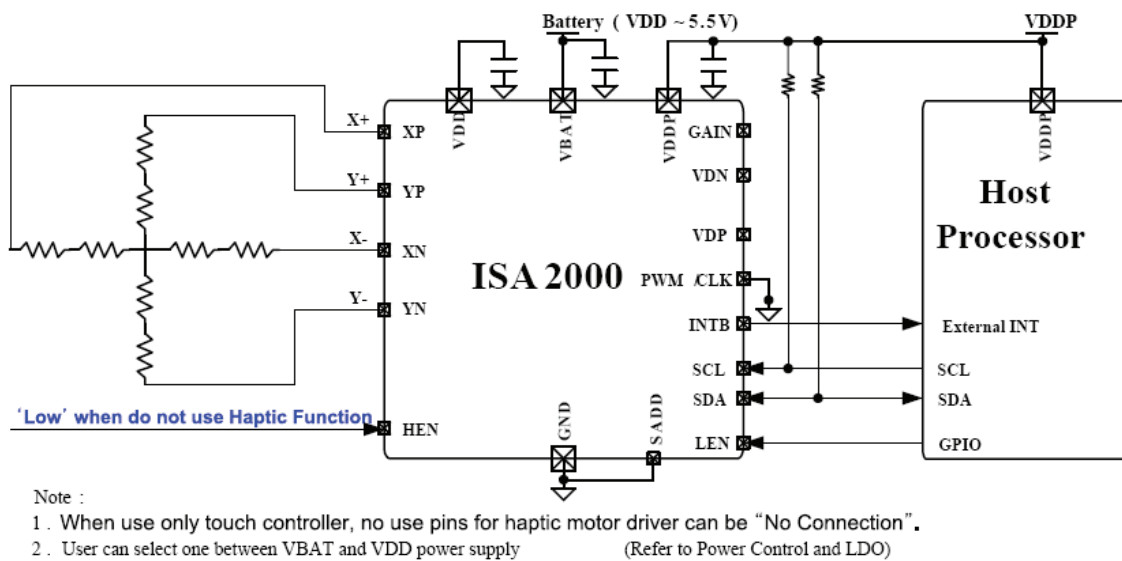 Battery ( VDD ~ 5.5V)
VDDP
X+
XP
VDD
VBAT
VDDP
GAIN
VDDP
Y+
YP
VDN
Host
Processor
X-
XN
VDP
ISA 2000
PWM /CLK
Y-
YN
INTB
External INT
SCL
SCL
SDA
SDA
'Low' when do not use Haptic Function
HEN
GND
SADD
LEN
GPIO
Note :
1 . When use only touch controller, no use pins for haptic motor driver can be “No Connection”.
2 . User can select one between VBAT and VDD power supply (Refer to Power Control and LDO)